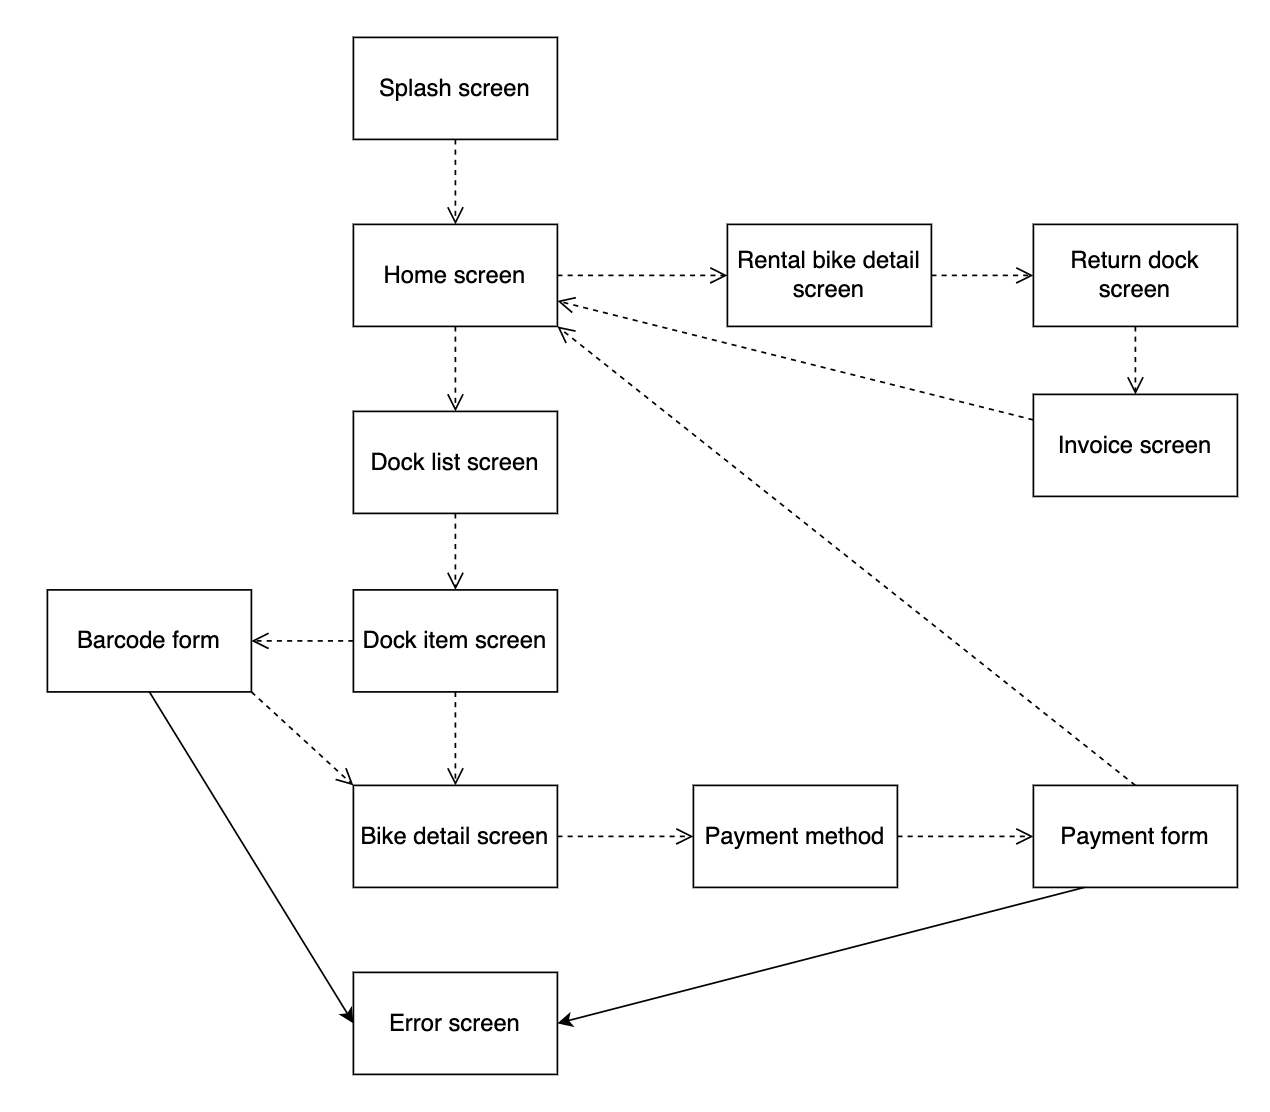 Splash screen
Home screen
Rental bike detail
screen
Return dock
screen
Invoice screen
Dock list screen
Barcode form
Dock item screen
Bike detail screen
Payment method
Payment form
Error screen